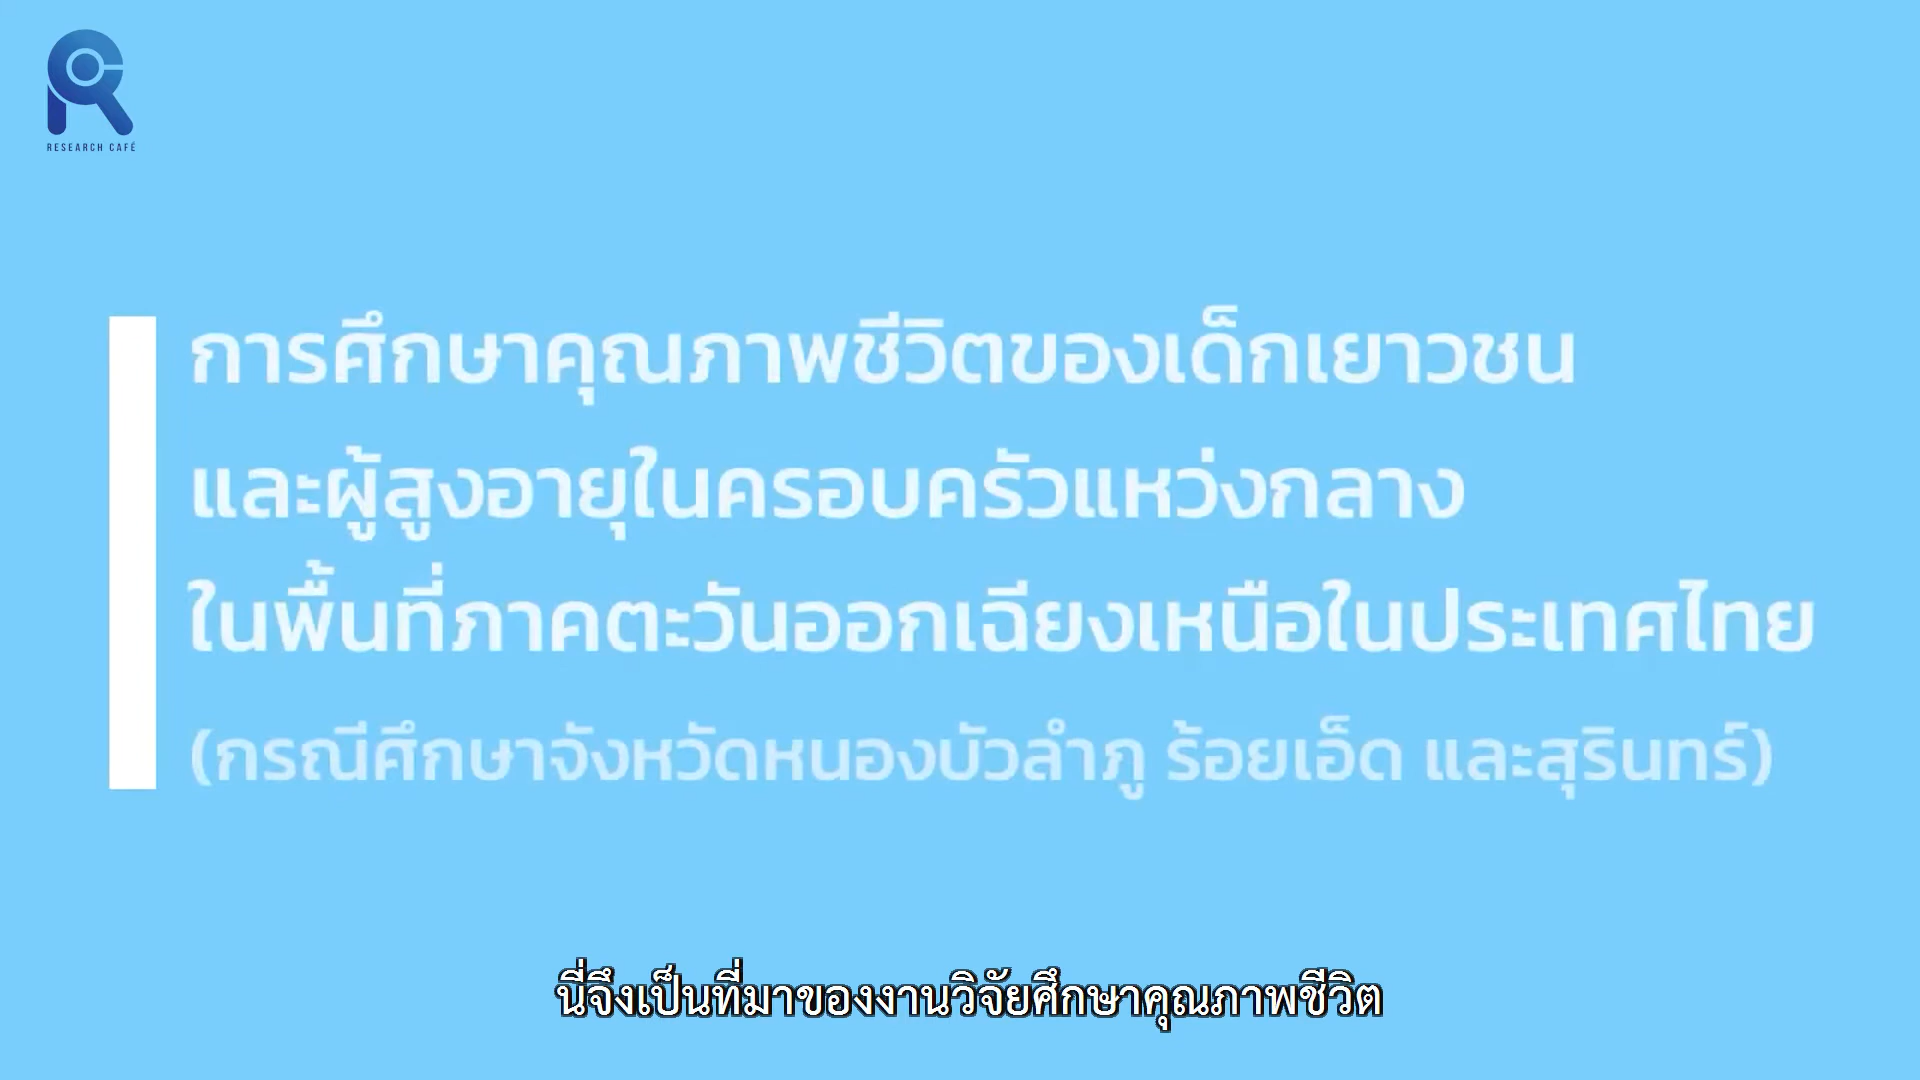 RESEARCH CAFÉ
การศึกษาคุณภาพชีวิตของเด็กเยาวชน
และผู้สูงอายุในครอบครัวแหว่งกลาง
ในพื้นที่ภาคตะวันออกเฉียงเหนือในประเทศไทย
(กรณีศึกษาจังหวัดหนองบัวลำภู ร้อยเอ็ด และสุรินทร์)
นี่จึงเป็นที่มาของงานวิจัยศึกษาคุณภาพชีวิต